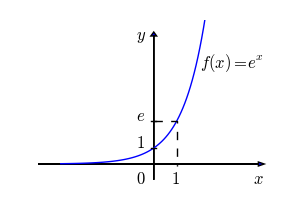 y
f(x) = e^x
e
1
0 1 x